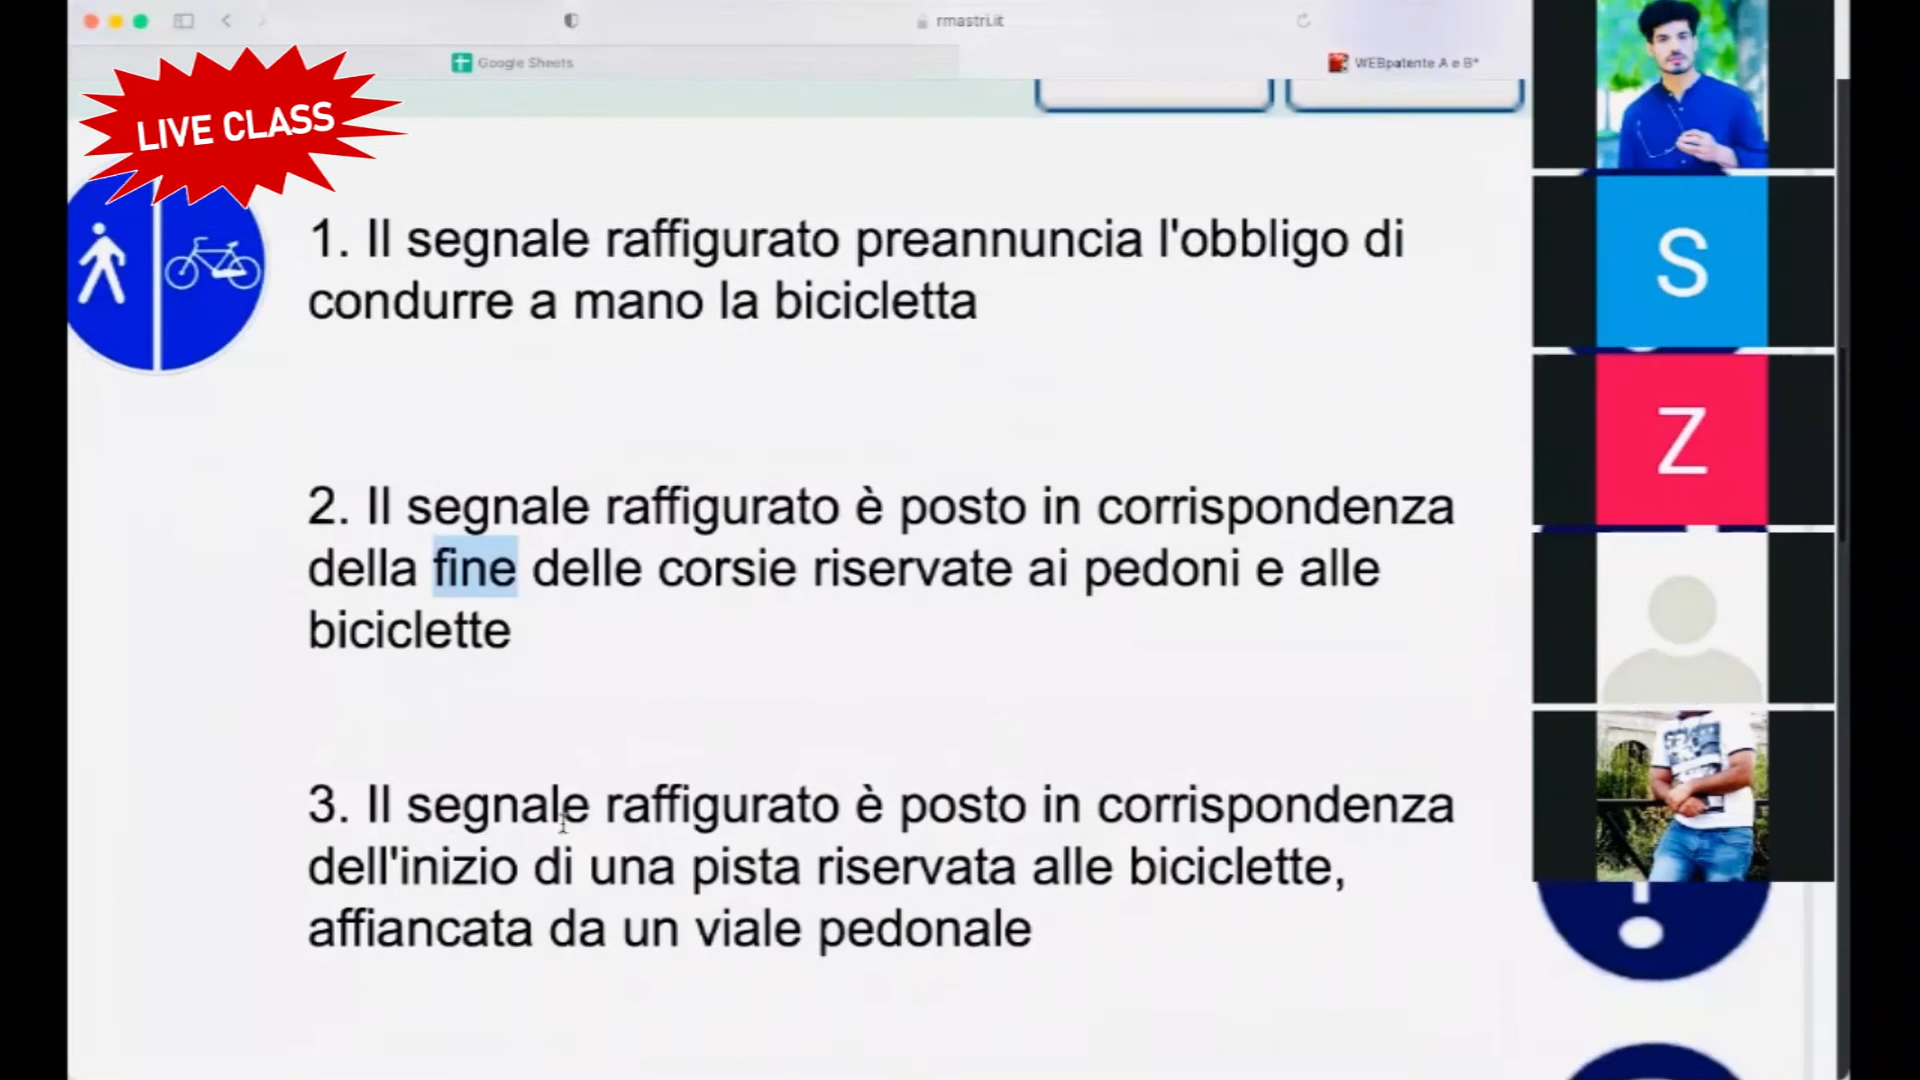 rmastri.it
Google Sheets
WEBpatente A e B*
LIVE CLASS
1. Il segnale raffigurato preannuncia l'obbligo di
condurre a mano la bicicletta
2. Il segnale raffigurato è posto in corrispondenza
della fine delle corsie riservate ai pedoni e alle
biciclette
3. Il segnale raffigurato è posto in corrispondenza
dell'inizio di una pista riservata alle biciclette,
affiancata da un viale pedonale
S
Z